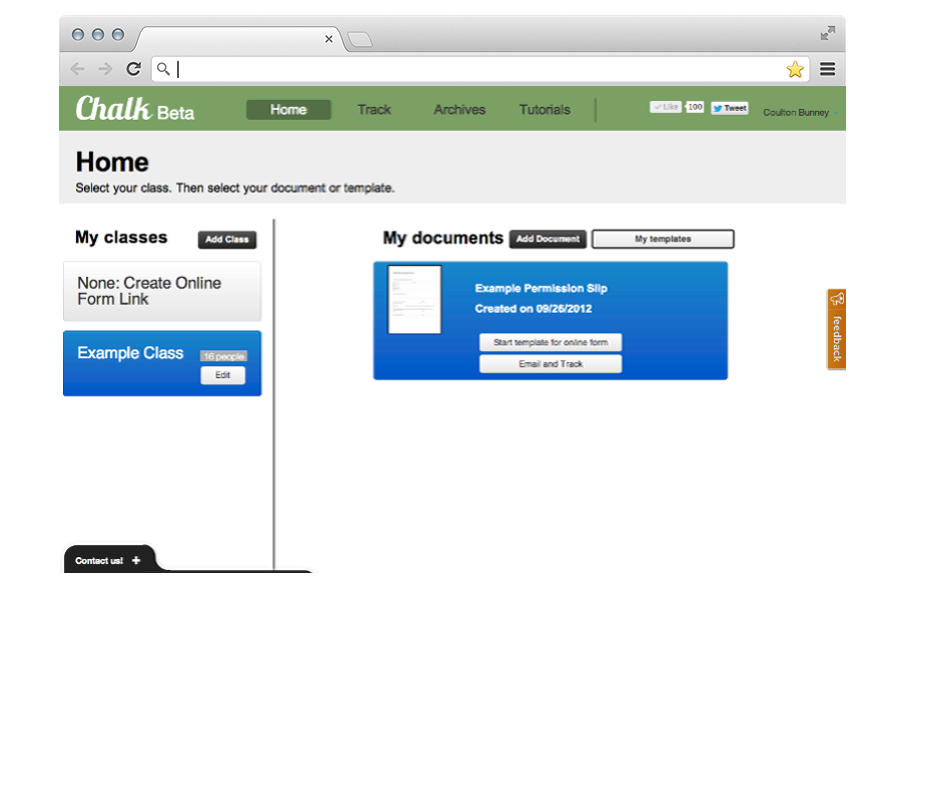 Chalk Beta
Home Track Archives Tutorials
Like 100 Tweet Coulton Bunney
Home
Select your class. Then select your document or template.
My classes Add Class
None: Create Online
Form Link
Example Class 16 people
Edit
My documents Add Document My templates
Example Permission Slip
Created on 09/26/2012
Start template for online form
Email and Track
feedback
Contact us! +